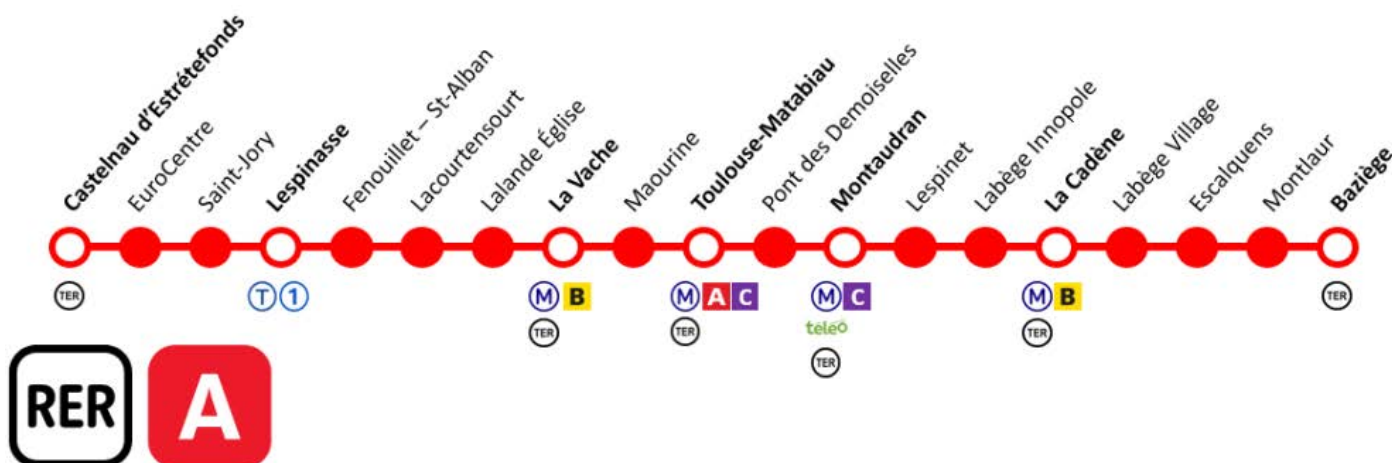 Castelnau d'Estrétefonds
EuroCentre
Saint-Jory
Lespinasse
Fenouillet – St-Alban
Lacourtensourt
Lalande Église
La Vache
Maourine
Toulouse-Matabiau
Pont des Demoiselles
Montaudran
Lespinet
Labège Innopole
La Cadène
Labège Village
Escalquens
Montlaur
Baziège
TER
T 1
M B
TER
M A C
TER
M C
téléo
TER
M B
TER
TER
RER A